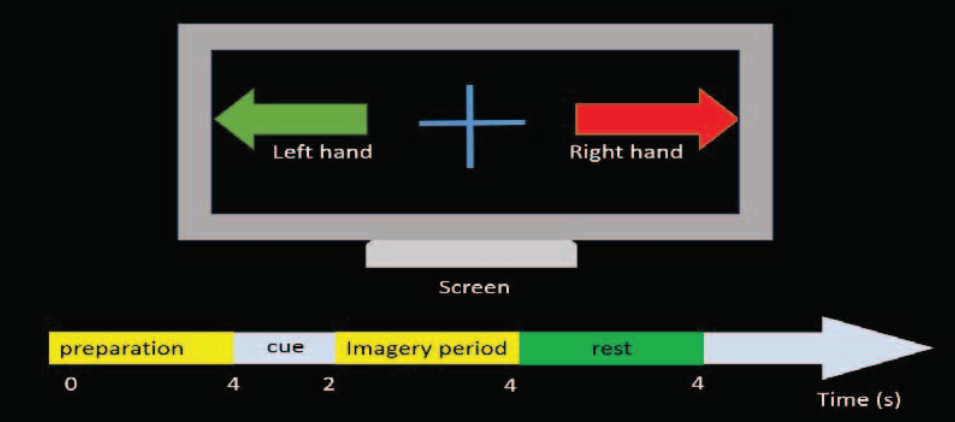 Left hand
Right hand
Screen
preparation
cue
Imagery period
rest
0
4
2
4
4
Time (s)